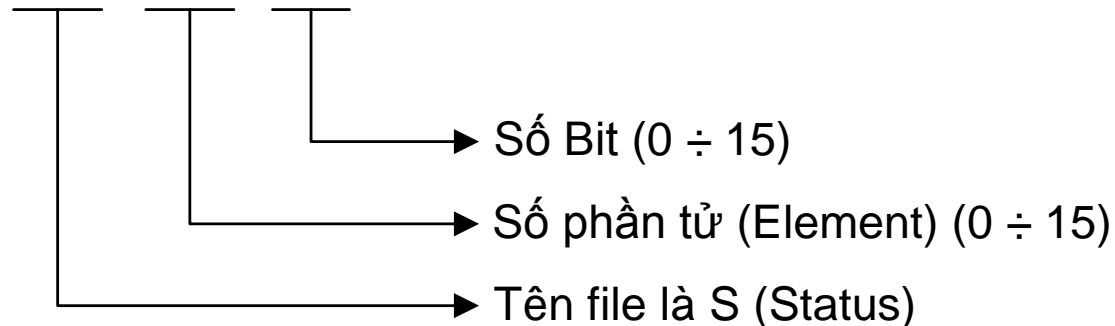 Số Bit (0 ÷ 15)
Số phần tử (Element) (0 ÷ 15)
Tên file là S (Status)